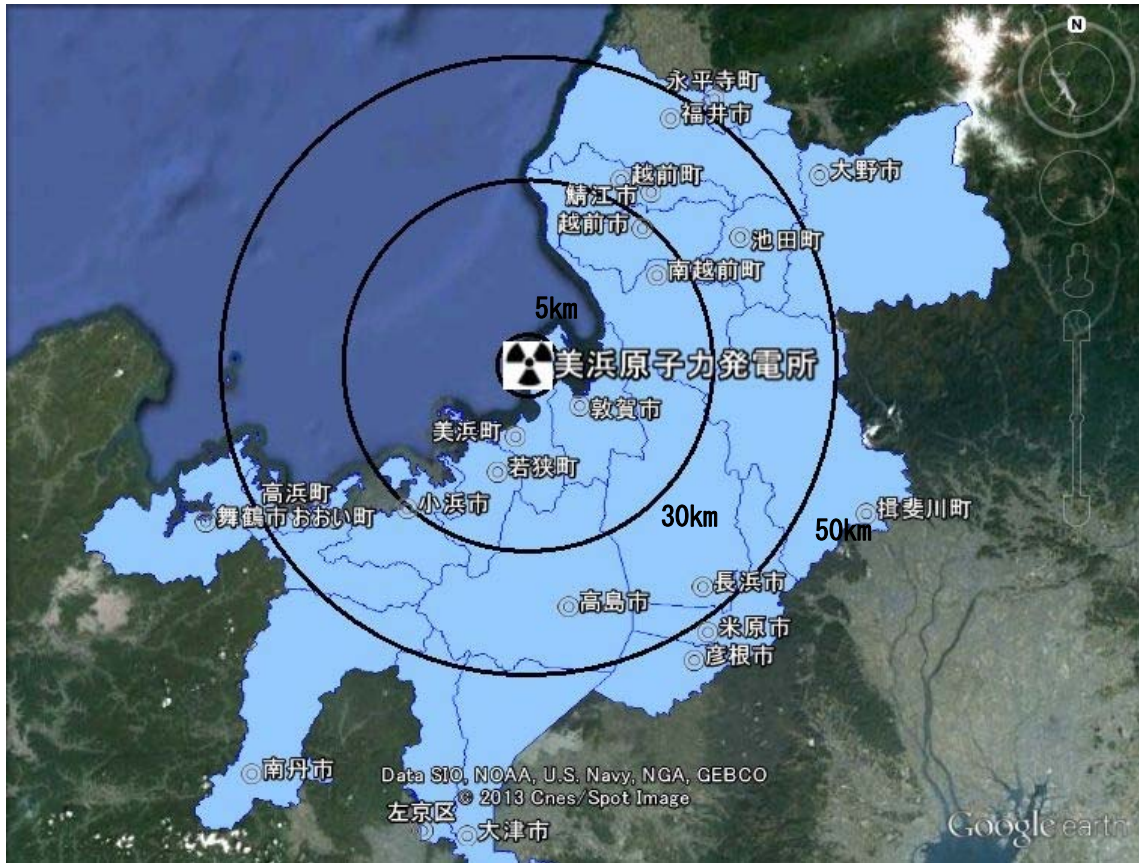 N
永平寺町
福井市
大野市
越前町
鯖江市
越前市
池田町
南越前町
5km
美浜原子力発電所
敦賀市
美浜町
若狭町
高浜町
小浜市
舞鶴市おおい町
30km
50km
揖斐川町
長浜市
高島市
米原市
彦根市
南丹市
Data SIO, NOAA, U.S. Navy, NGA, GEBCO
© 2013 Cnes/Spot Image
左京区
大津市
Google earth